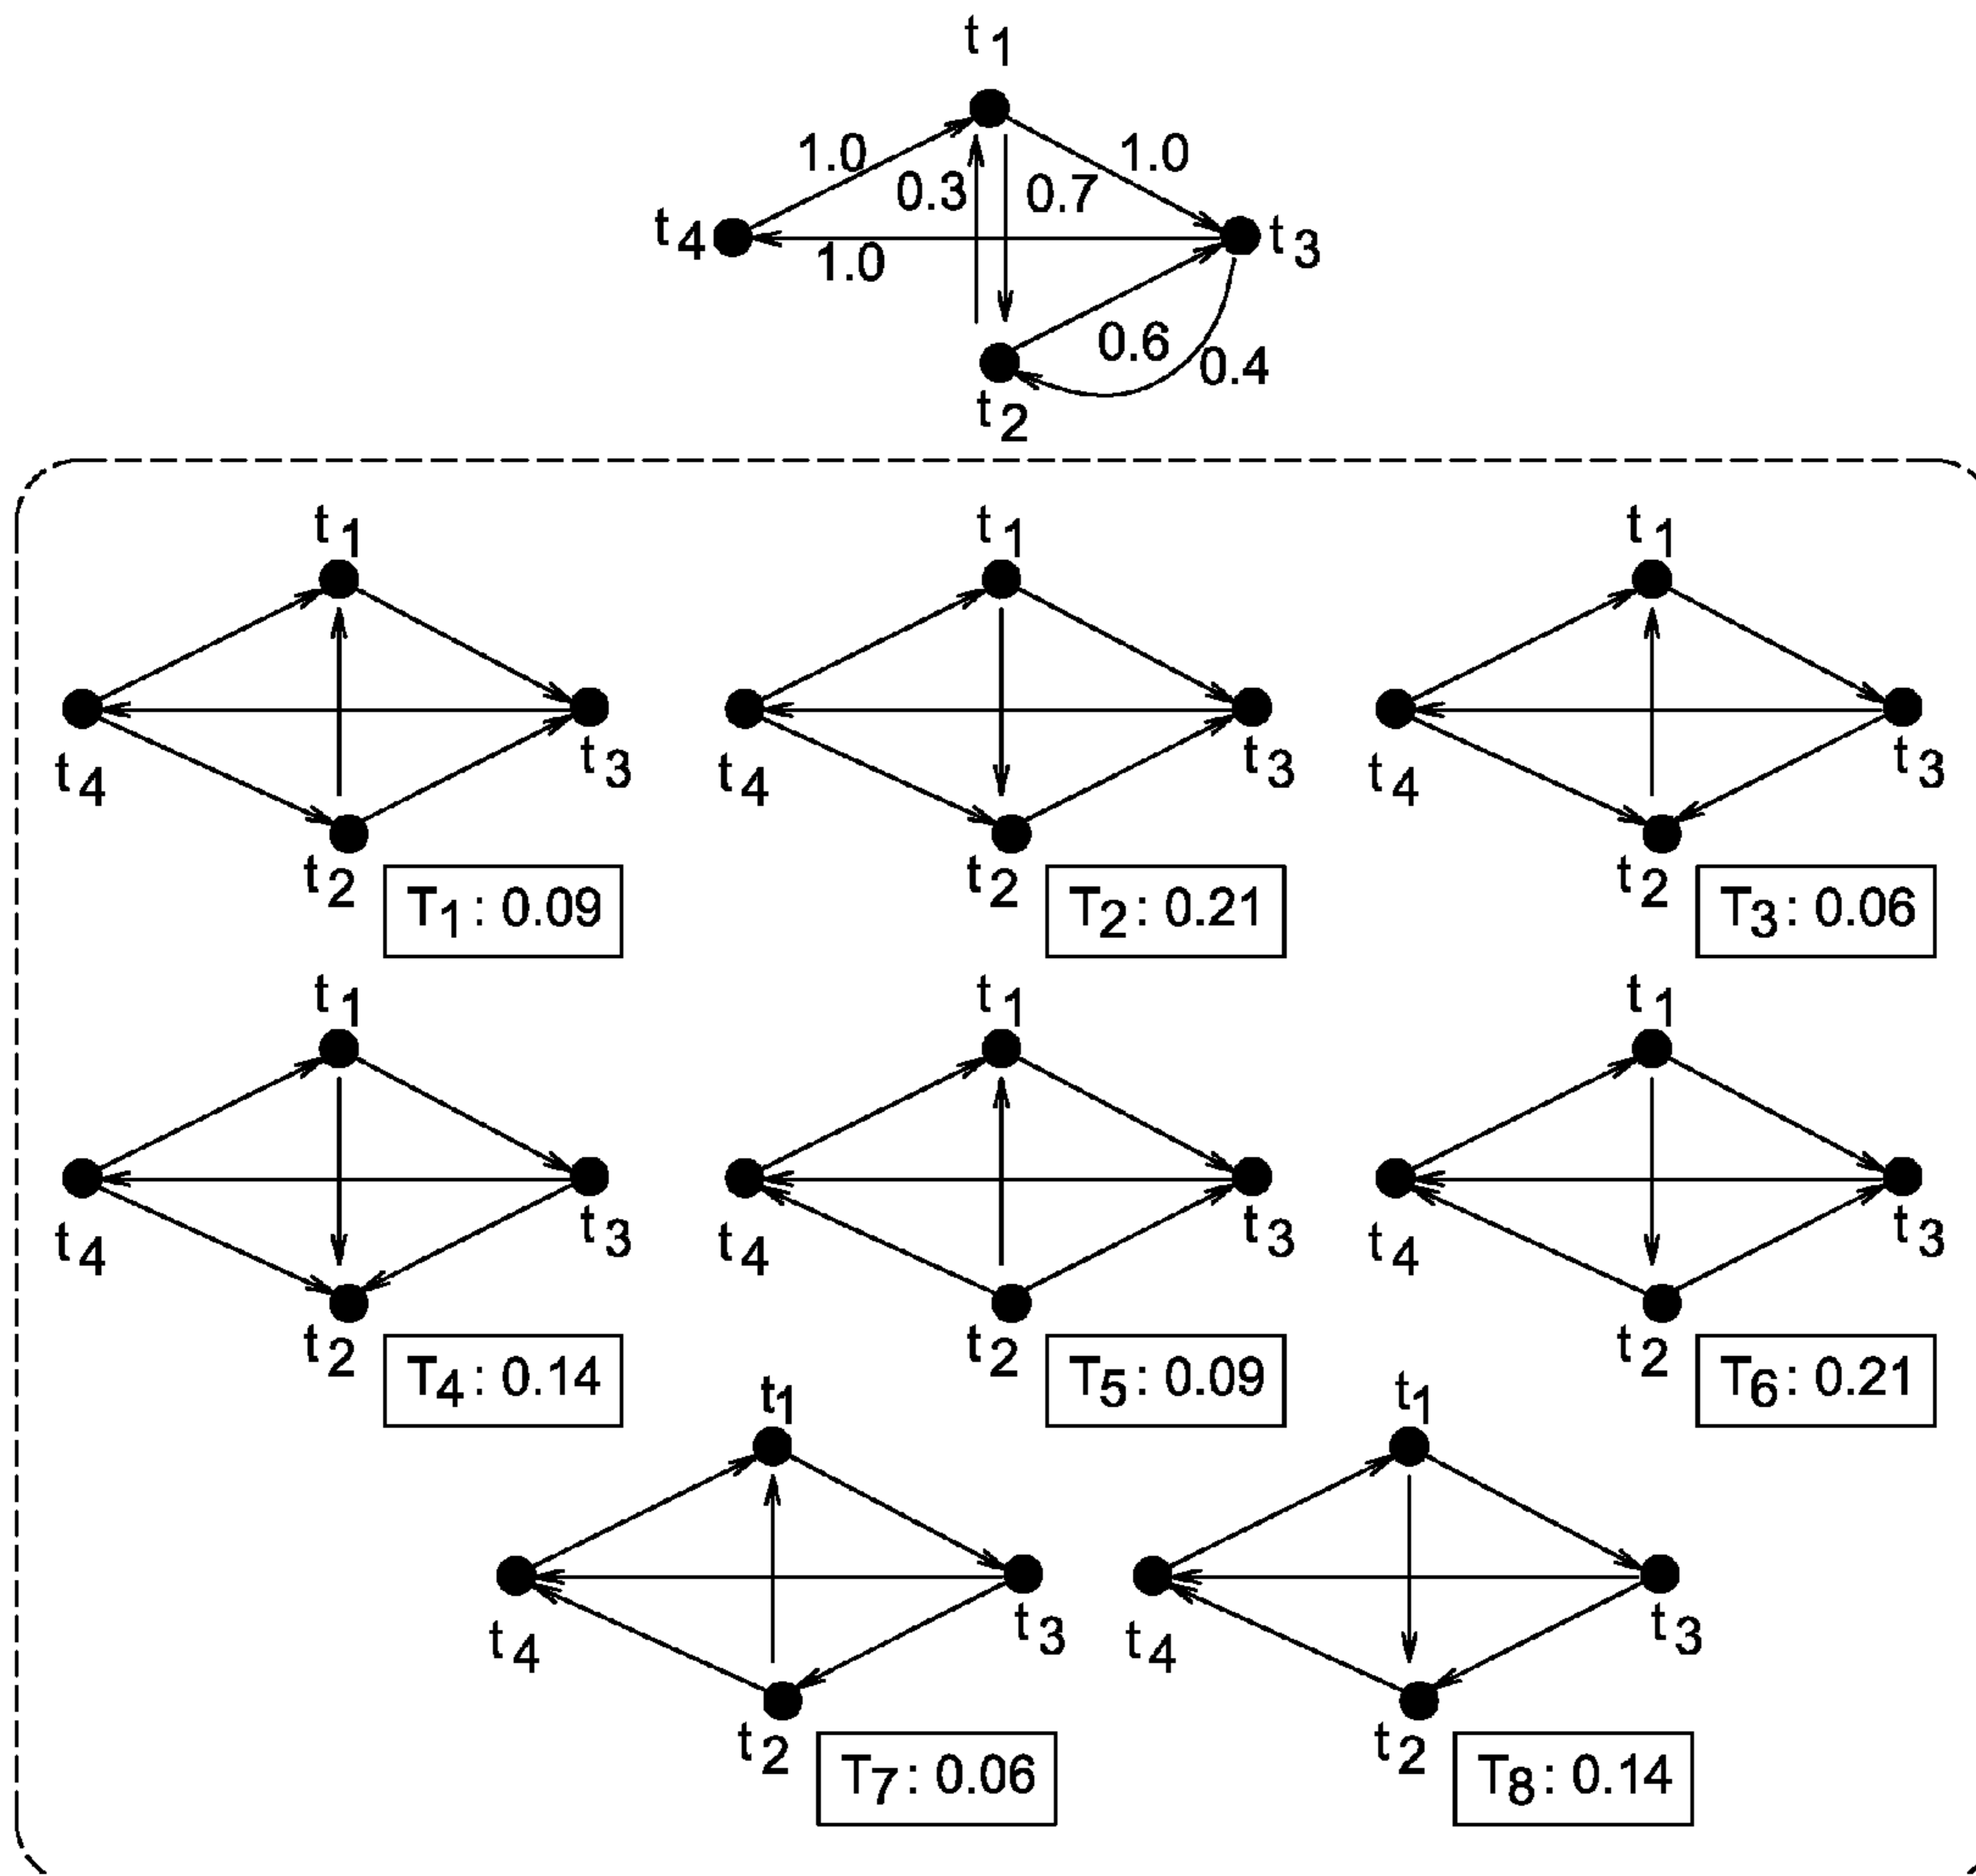 t1
1.0 1.0
0.3 0.7
t4 t3
1.0
0.6 0.4
t2
t1 t1 t1
t4 t3 t4 t3 t4 t3
t2 t2 t2
T1: 0.09 T2: 0.21 T3: 0.06
t1 t1 t1
t4 t3 t4 t3 t4 t3
t2 t2 t2
T4: 0.14 T5: 0.09 T6: 0.21
t1 t1
t4 t3 t4 t3
t2 t2
T7: 0.06 T8: 0.14